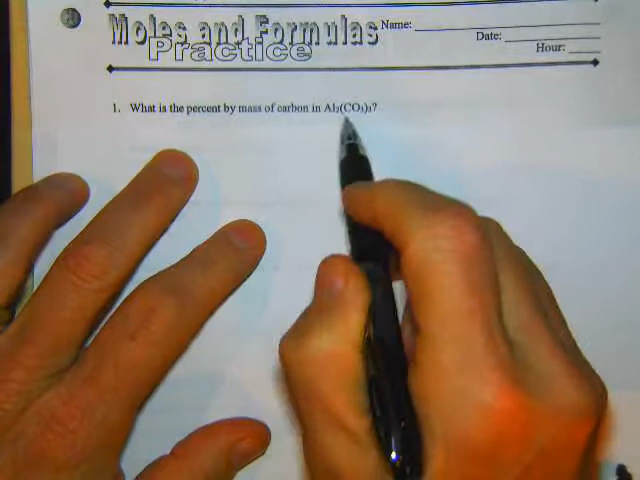 Moles and Formulas
Practice
Name:
Date:
Hour:
1. What is the percent by mass of carbon in Al₂(CO₃)₃?